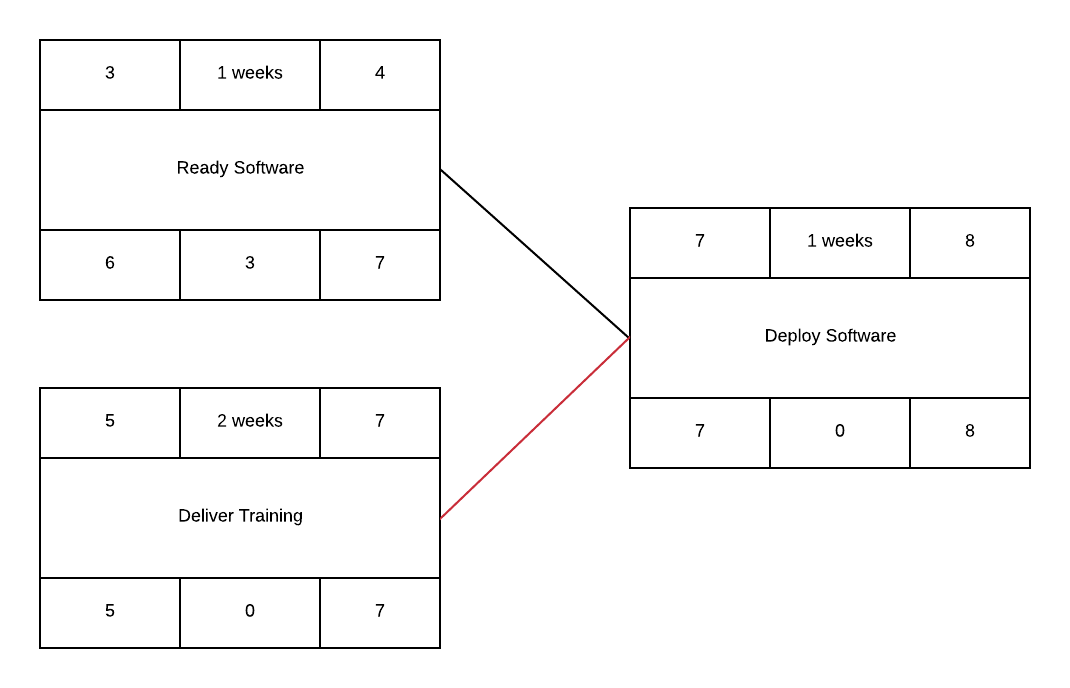 3 1 weeks 4
Ready Software
6 3 7
5 2 weeks 7
Deliver Training
5 0 7
7 1 weeks 8
Deploy Software
7 0 8